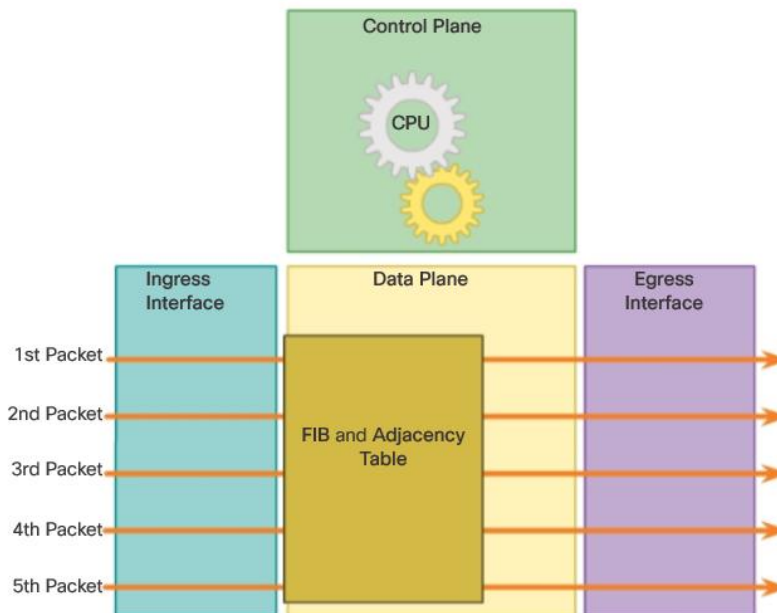 Control Plane
CPU
Ingress
Interface
Data Plane
Egress
Interface
1st Packet
2nd Packet
3rd Packet
4th Packet
5th Packet
FIB and Adjacency
Table